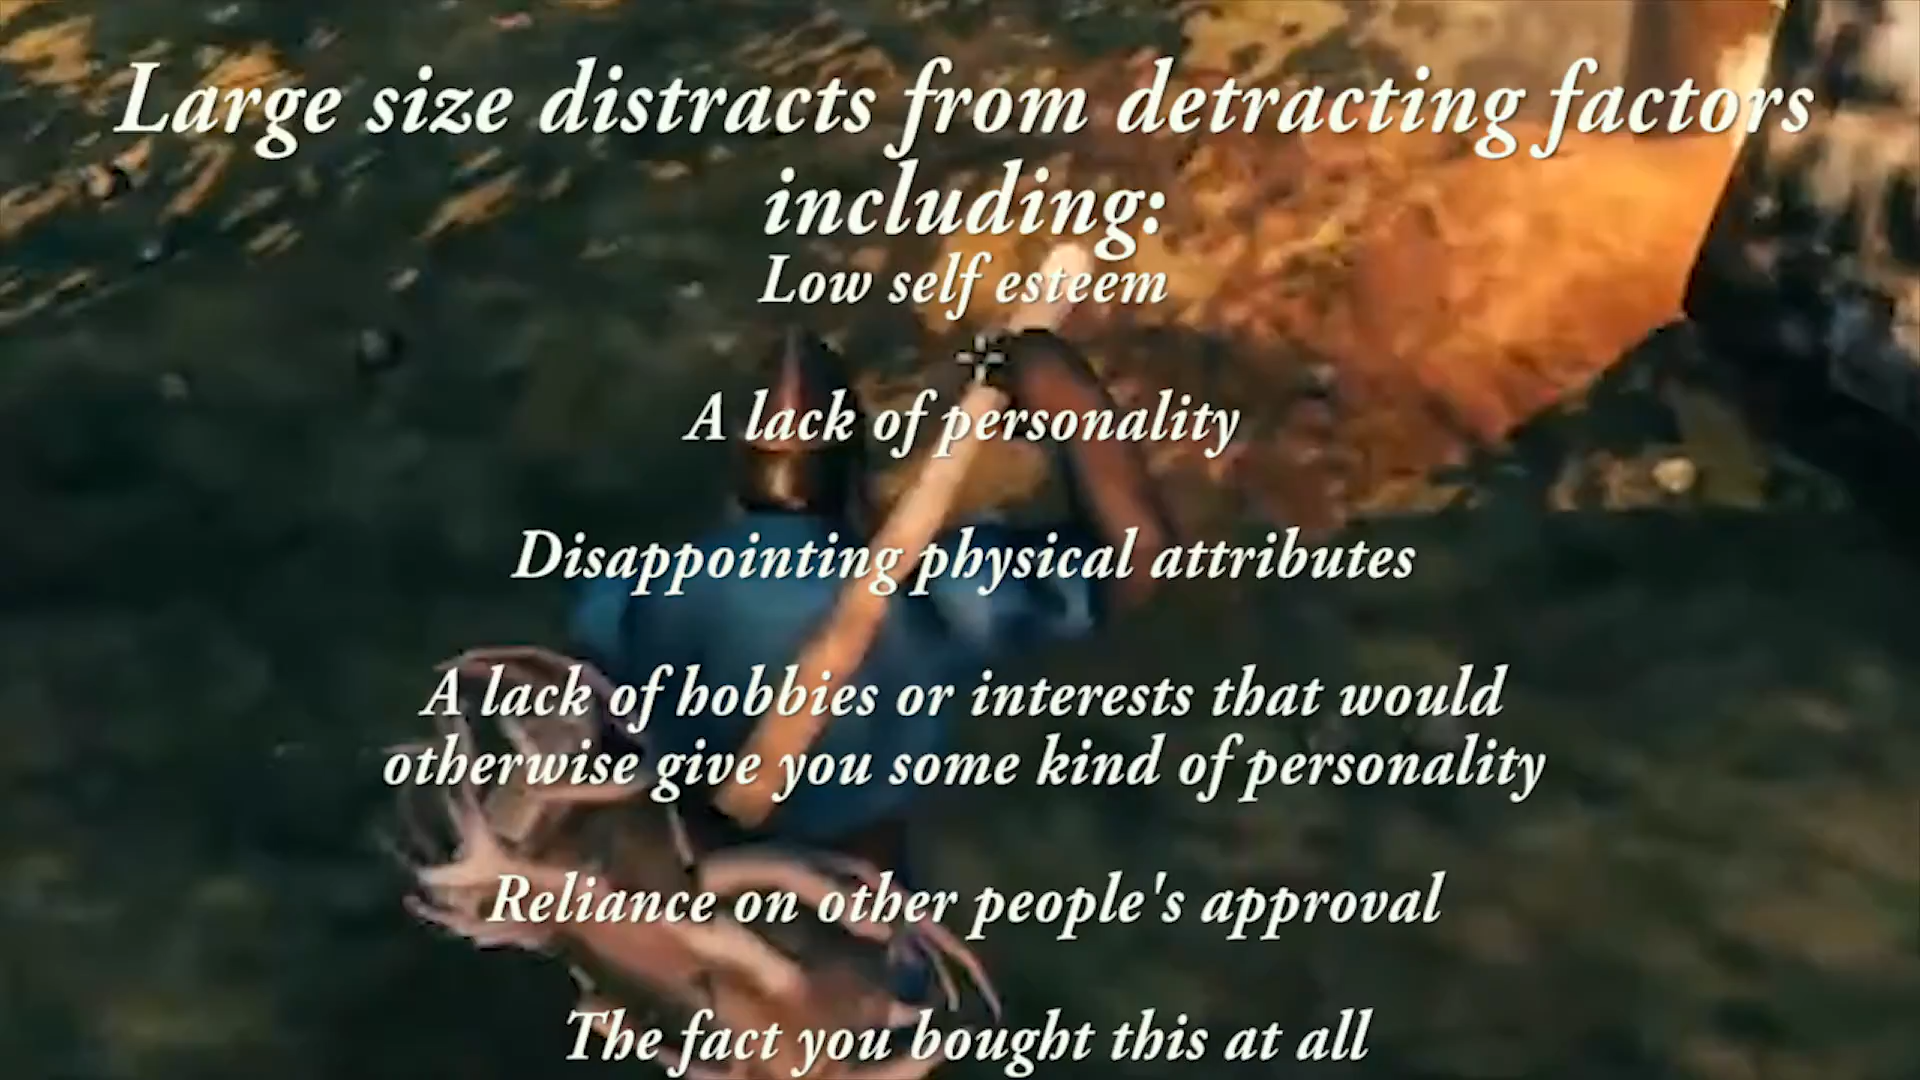 Large size distracts from detracting factors
including:
Low self esteem
A lack of personality
Disappointing physical attributes
A lack of hobbies or interests that would
otherwise give you some kind of personality
Reliance on other people's approval
The fact you bought this at all